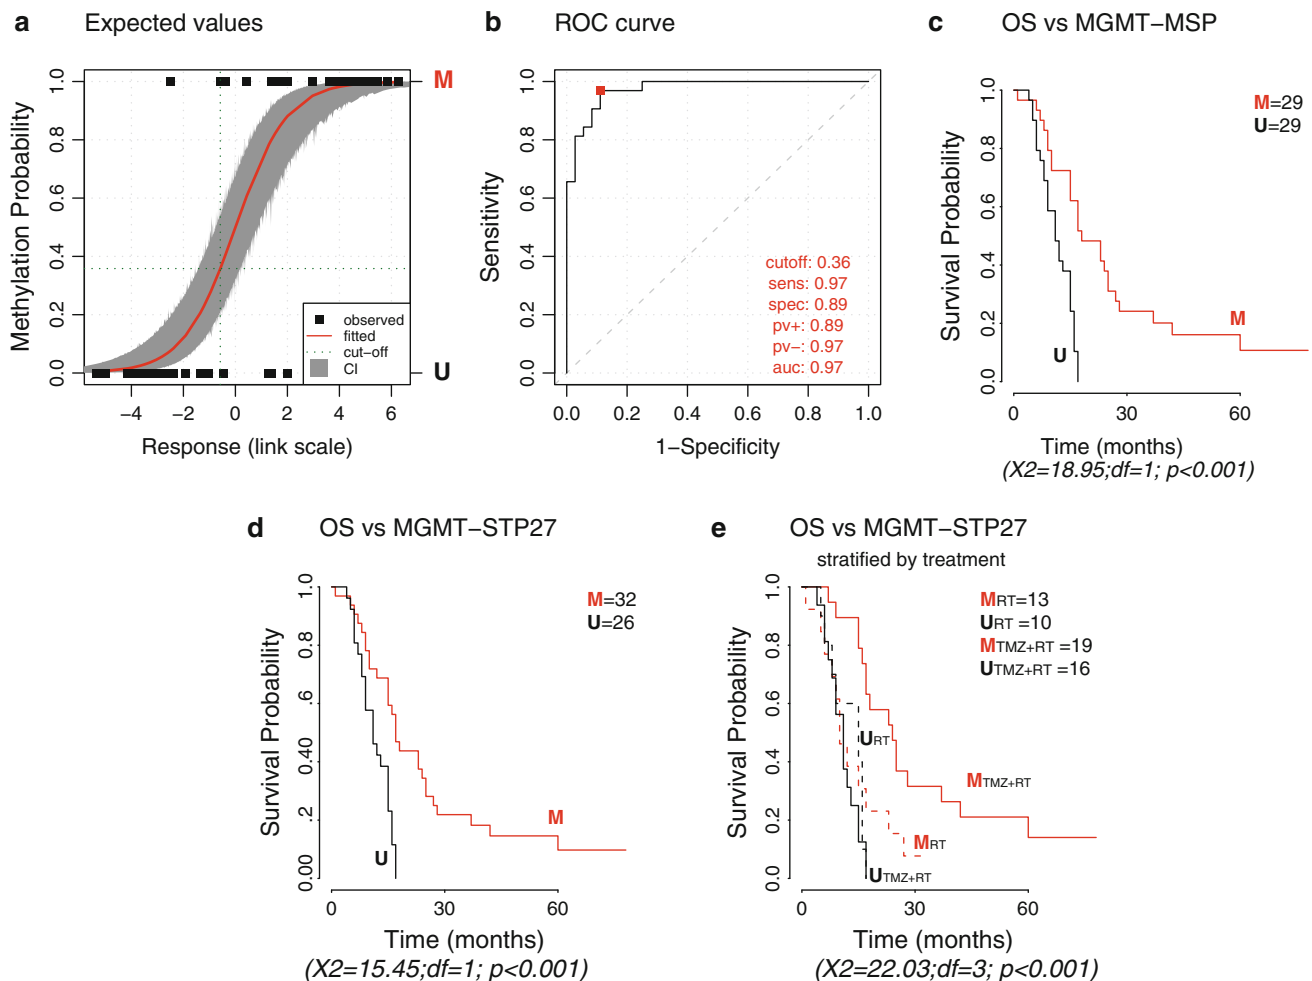 a Expected values
Methylation Probability
1.0
0.8
0.6
0.4
0.2
0.0
M
U
observed
fitted
cut−off
CI
−4 −2 0 2 4 6
Response (link scale)
b ROC curve
Sensitivity
1.0
0.8
0.6
0.4
0.2
0.0
cutoff: 0.36
sens: 0.97
spec: 0.89
pv+: 0.89
pv−: 0.97
auc: 0.97
0.0 0.2 0.4 0.6 0.8 1.0
1−Specificity
c OS vs MGMT−MSP
Survival Probability
1.0
0.8
0.6
0.4
0.2
0.0
M=29
U=29
M
U
0 30 60
Time (months)
(X2=18.95;df=1; p<0.001)
d OS vs MGMT−STP27
Survival Probability
1.0
0.8
0.6
0.40
0.2
0.00
M=32
U=26
M
U
0 30 60
Time (months)
(X2=15.45;df=1; p<0.001)
e OS vs MGMT−STP27
stratified by treatment
Survival Probability
1.0
0.8
0.6
0.4
0.2
0.0
MRT=13
URT =10
MTMZ+RT =19
UTMZ+RT =16
URT
MTMZ+RT
MRT
UTMZ+RT
0 30 60
Time (months)
(X2=22.03;df=3; p<0.001)